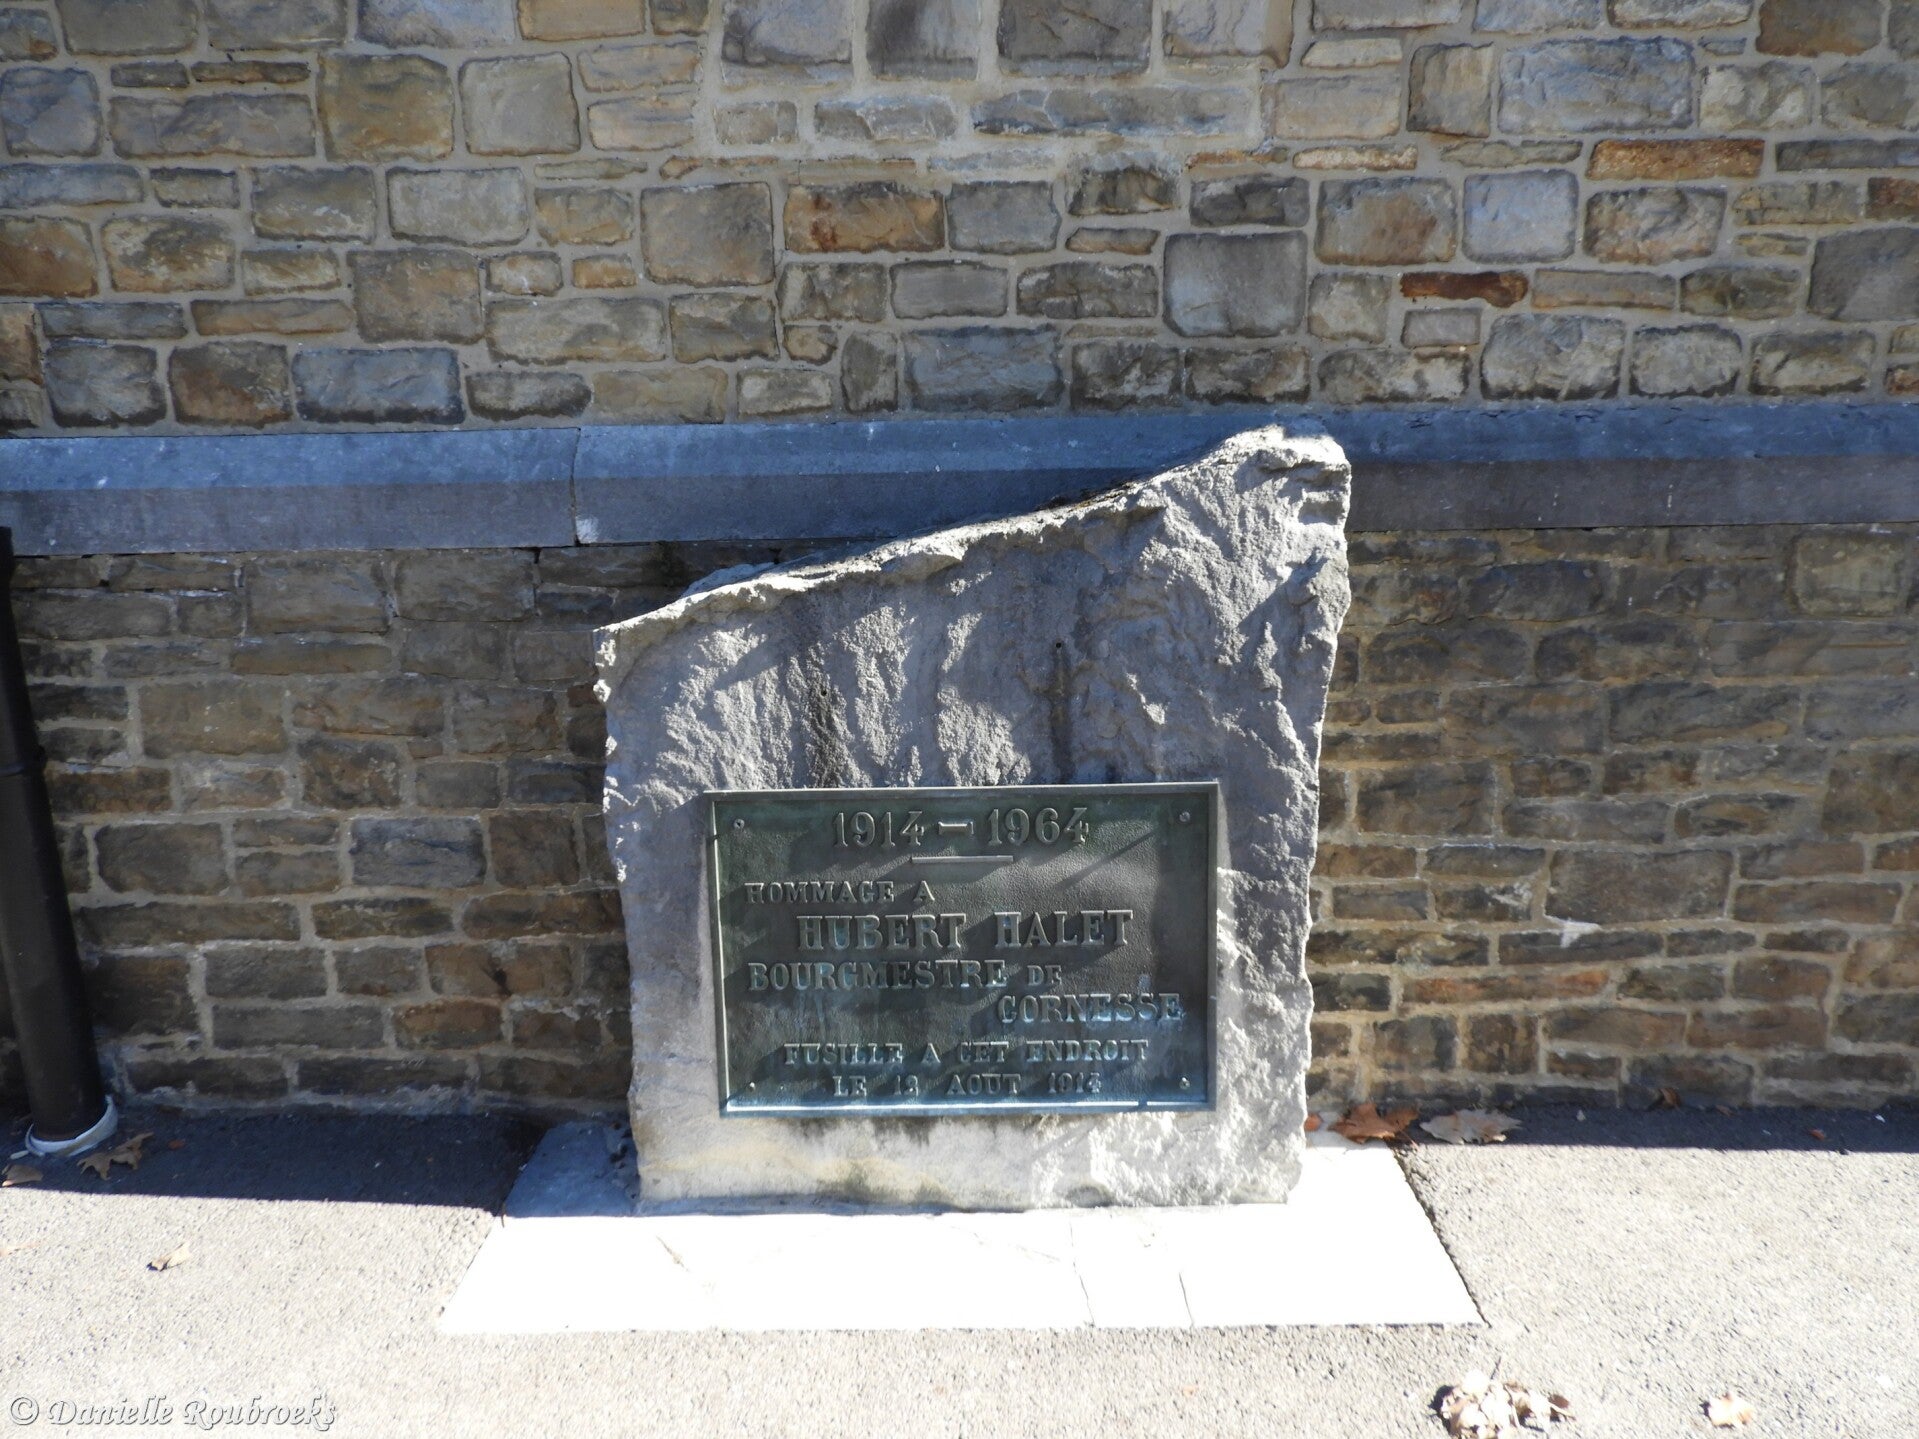 1914 - 1964
HOMMAGE A
HUBERT HALET
BOURGMESTRE DE
CORNESSE
FUSILLE A CET ENDROIT
LE 12 AOUT 1914
© Danielle Roubroeks